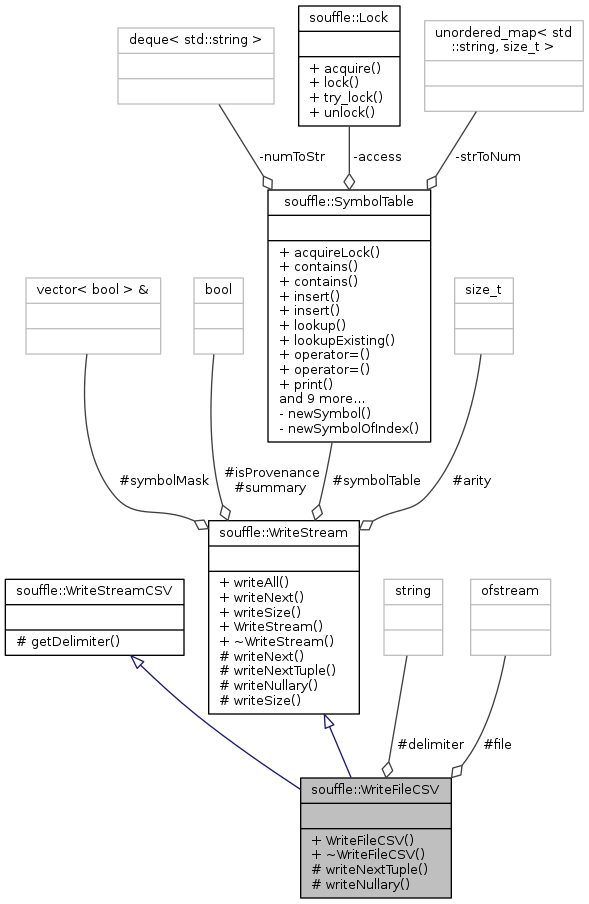 souffle::Lock
+ acquire()
+ lock()
+ try_lock()
+ unlock()
deque< std::string >
unordered_map< std
::string, size_t >
-numToStr
-access
-strToNum
souffle::SymbolTable
+ acquireLock()
+ contains()
+ contains()
+ insert()
+ insert()
+ lookup()
+ lookupExisting()
+ operator=()
+ operator=()
+ print()
and 9 more...
- newSymbol()
- newSymbolOfIndex()
vector< bool > &
bool
size_t
#symbolMask
#isProvenance
#summary
#symbolTable
#arity
souffle::WriteStream
+ writeAll()
+ writeNext()
+ writeSize()
+ WriteStream()
+ ~WriteStream()
# writeNext()
# writeNextTuple()
# writeNullary()
# writeSize()
souffle::WriteStreamCSV
# getDelimiter()
string
ofstream
#delimiter
#file
souffle::WriteFileCSV
+ WriteFileCSV()
+ ~WriteFileCSV()
# writeNextTuple()
# writeNullary()